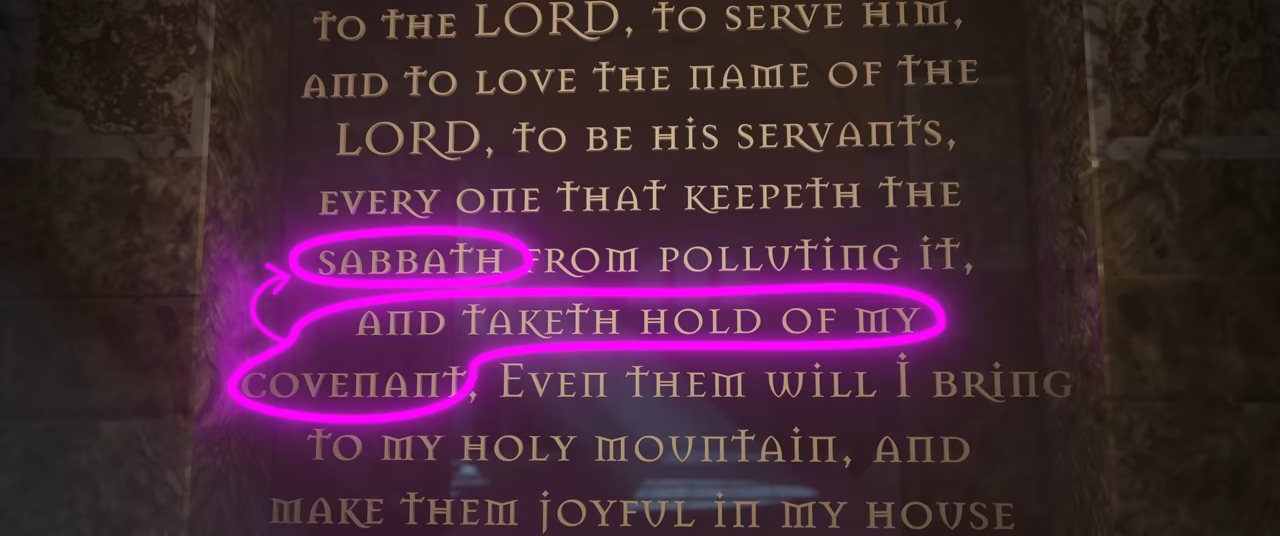 TO THE LORD, TO SERVE HIM,
AND TO LOVE THE NAME OF THE
LORD, TO BE HIS SERVANTS,
EVERY ONE THAT KEEPETH THE
SABBATH FROM POLLUTING IT,
AND TAKETH HOLD OF MY
COVENANT, EVEN THEM WILL I BRING
TO MY HOLY MOUNTAIN, AND
MAKE THEM JOYFUL IN MY HOUSE